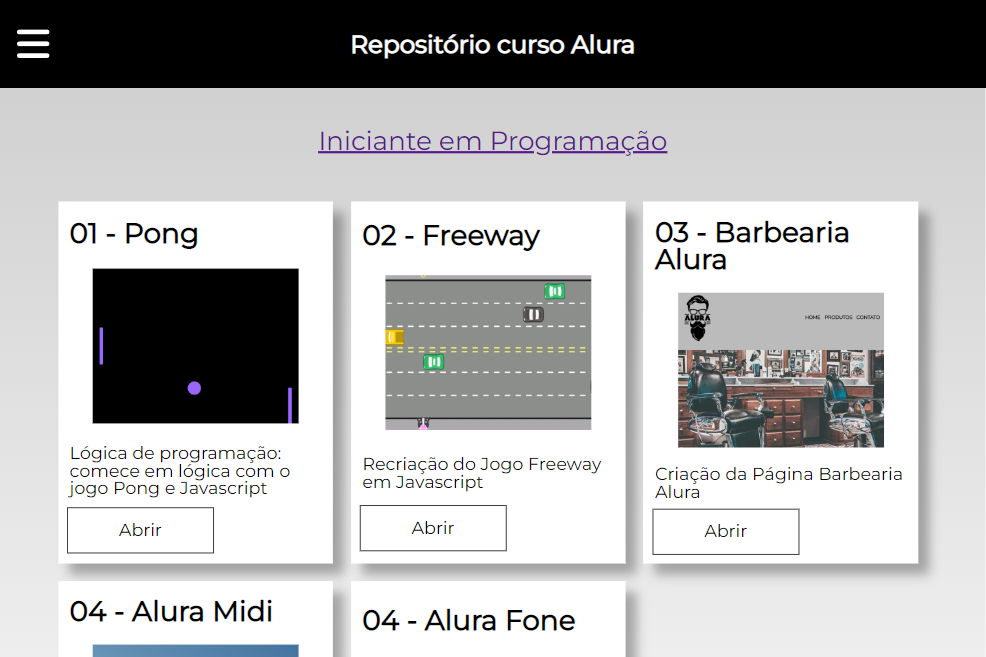 Repositório curso Alura
Iniciante em Programação
01 - Pong
Lógica de programação:
comece em lógica com o
jogo Pong e Javascript
Abrir
02 - Freeway
Recriação do Jogo Freeway
em Javascript
Abrir
03 - Barbearia
Alura
ALURA
HOME PRODUTOS CONTATO
Criação da Página Barbearia
Alura
Abrir
04 - Alura Midi
04 - Alura Fone